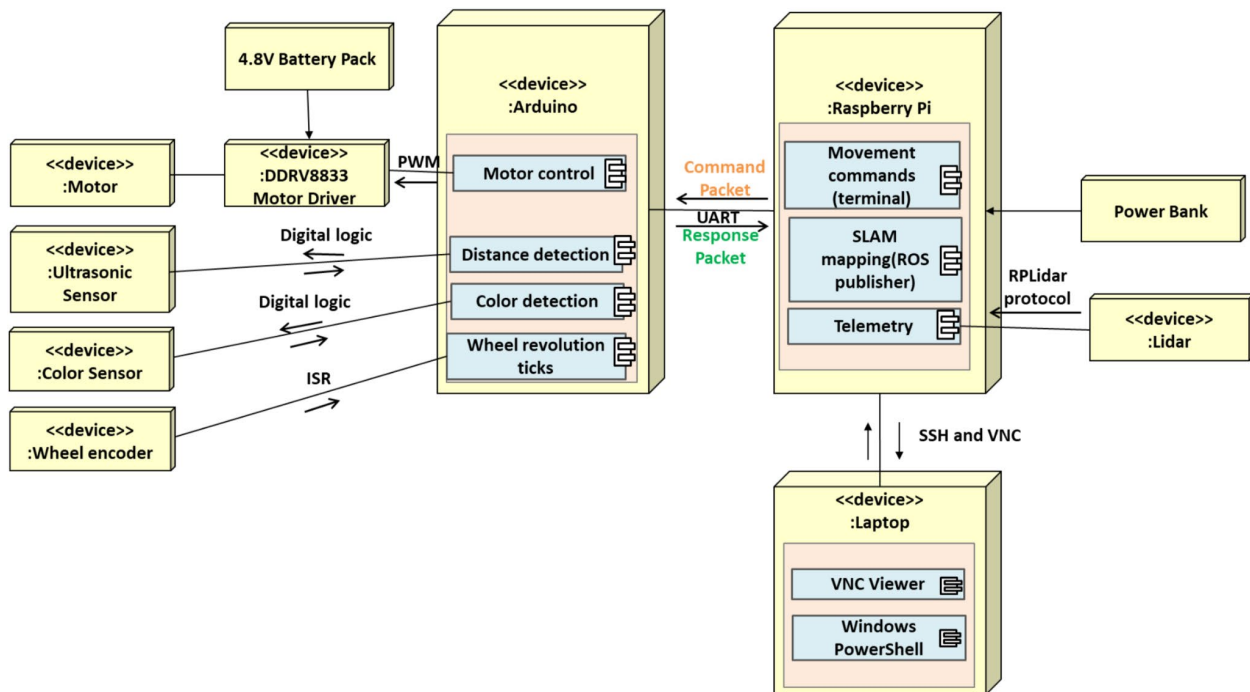 4.8V Battery Pack
<<device>>
:Motor
<<device>>
:DDRV8833
Motor Driver
PWM
<<device>>
:Ultrasonic
Sensor
Digital logic
<<device>>
:Color Sensor
Digital logic
<<device>>
:Wheel encoder
ISR
<<device>>
:Arduino
Motor control
Distance detection
Color detection
Wheel revolution
ticks
Command
Packet
UART
Response
Packet
<<device>>
:Raspberry Pi
Movement
commands
(terminal)
SLAM
mapping(ROS
publisher)
Telemetry
Power Bank
RPLidar
protocol
<<device>>
:Lidar
SSH and VNC
<<device>>
:Laptop
VNC Viewer
Windows
PowerShell